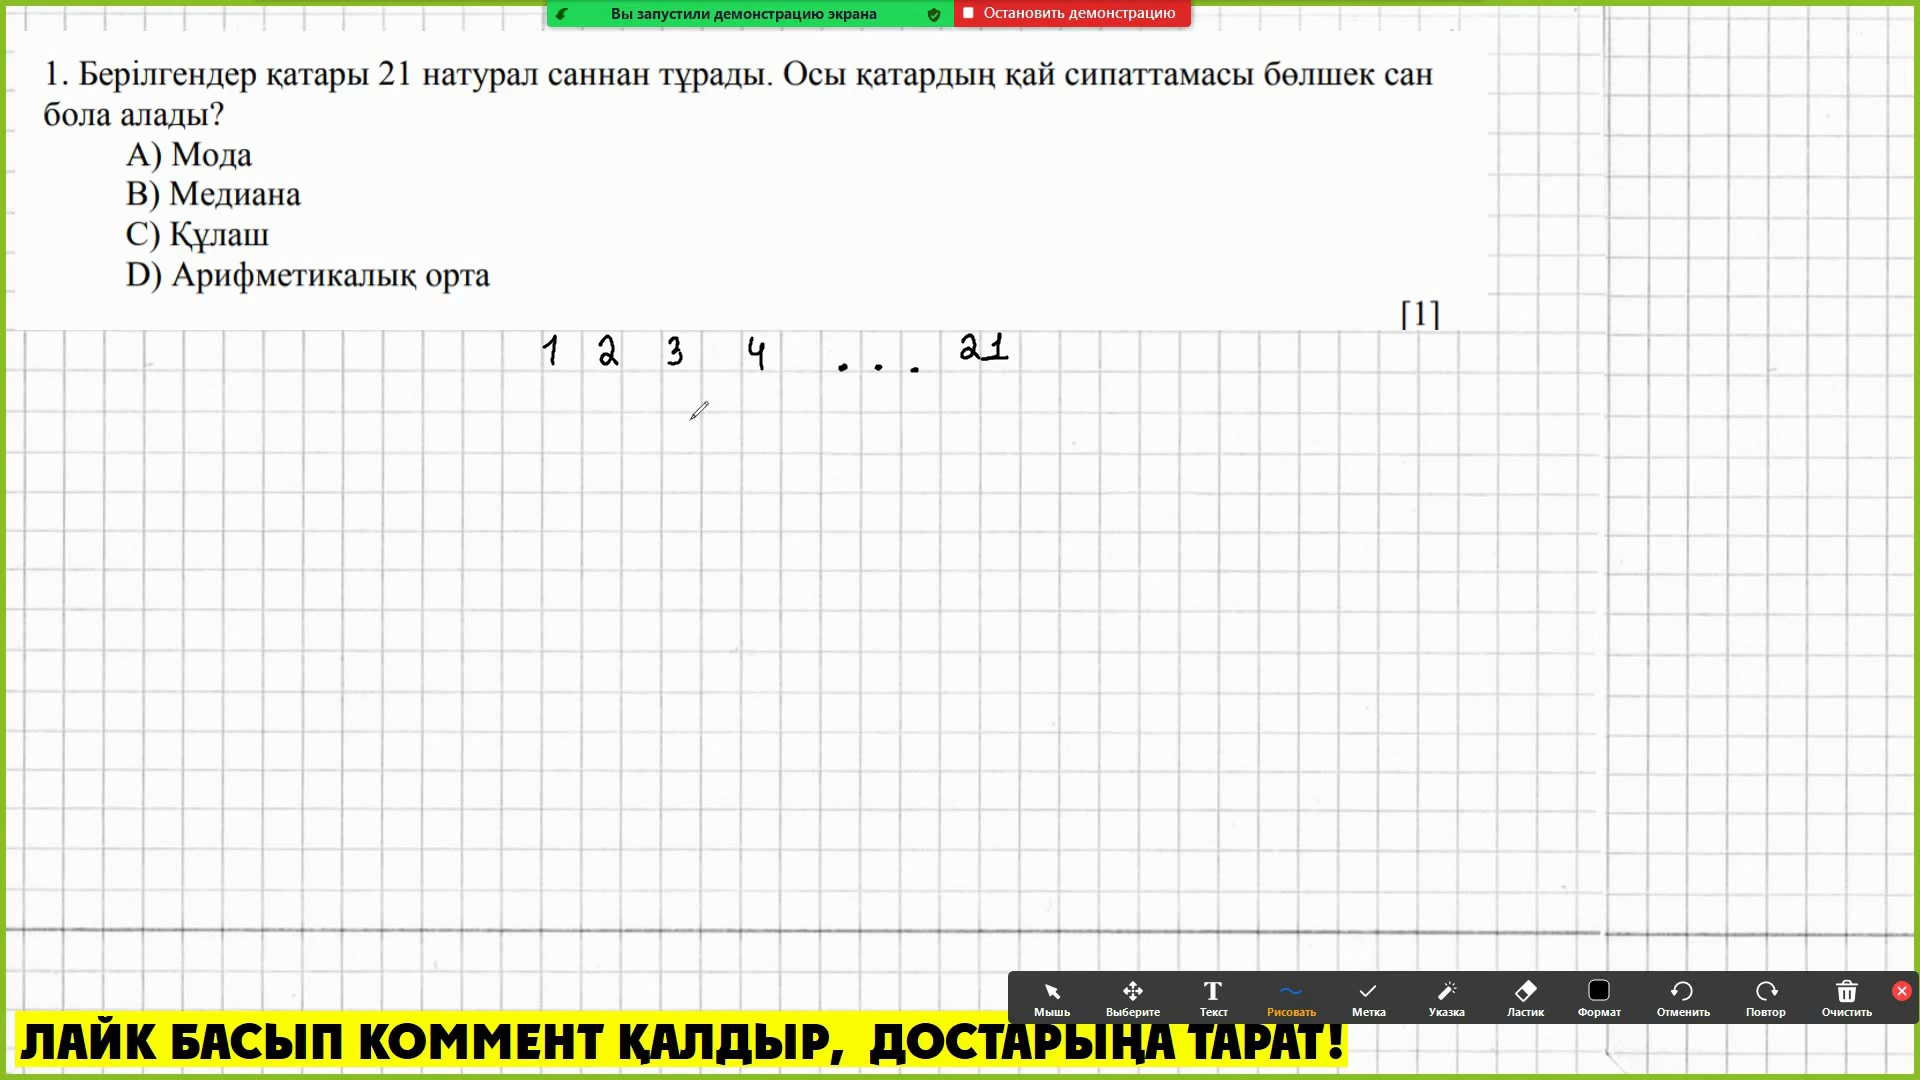 Вы запустили демонстрацию экрана Остановить демонстрацию
1. Берілгендер қатары 21 натурал саннан тұрады. Осы қатардың қай сипаттамасы бөлшек сан
бола алады?
A) Мода
B) Медиана
C) Құлаш
D) Арифметикалық орта
[1]
1 2 3 4 . . . 21
Мышь Выберите Текст Рисовать Метка Указка Ластик Формат Отменить Повтор Очистить
ЛАЙК БАСЫП КОММЕНТ ҚАЛДЫР, ДОСТАРЫҢА ТАРАТ!